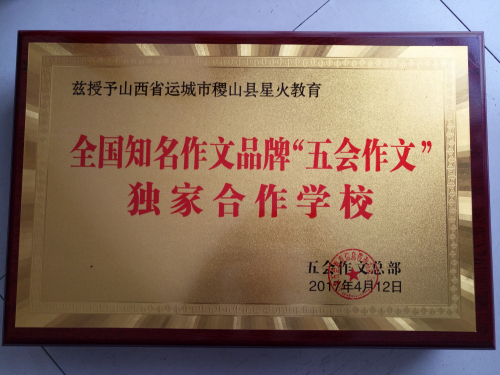 兹授予山西省运城市稷山县星火教育
全国知名作文品牌“五会作文”
独家合作学校
五会作文总部
2017年4月12日